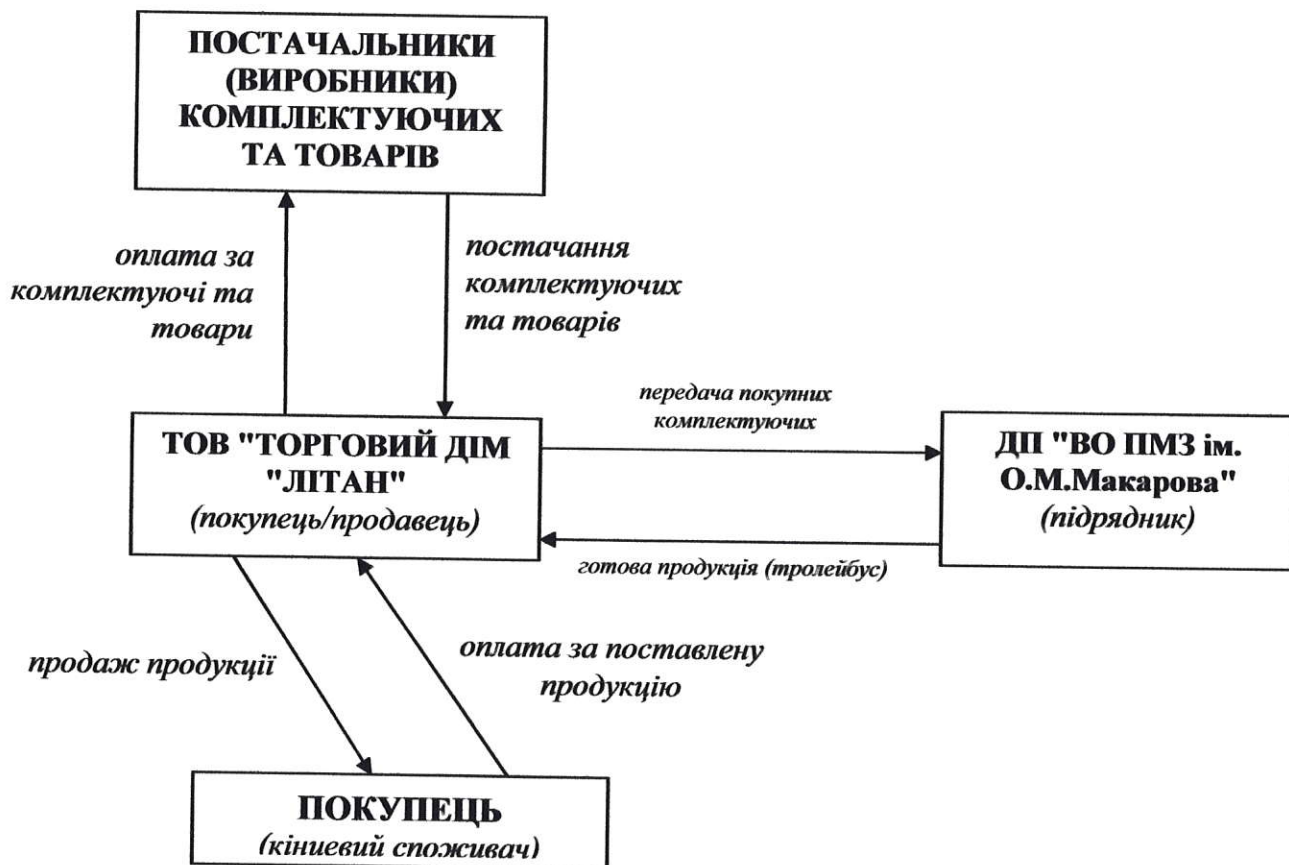 ПОСТАЧАЛЬНИКИ
(ВИРОБНИКИ)
КОМПЛЕКТУЮЧИХ
ТА ТОВАРІВ
оплата за
комплектуючі та
товари
постачання
комплектуючих
та товарів
передача покупних
комплектуючих
ТОВ "ТОРГОВИЙ ДІМ
"ЛІТАН"
(покупець/продавець)
ДП "ВО ПМЗ ім.
О.М.Макарова"
(підрядник)
готова продукція (тролейбус)
продаж продукції
оплата за поставлену
продукцію
ПОКУПЕЦЬ
(кінцевий споживач)